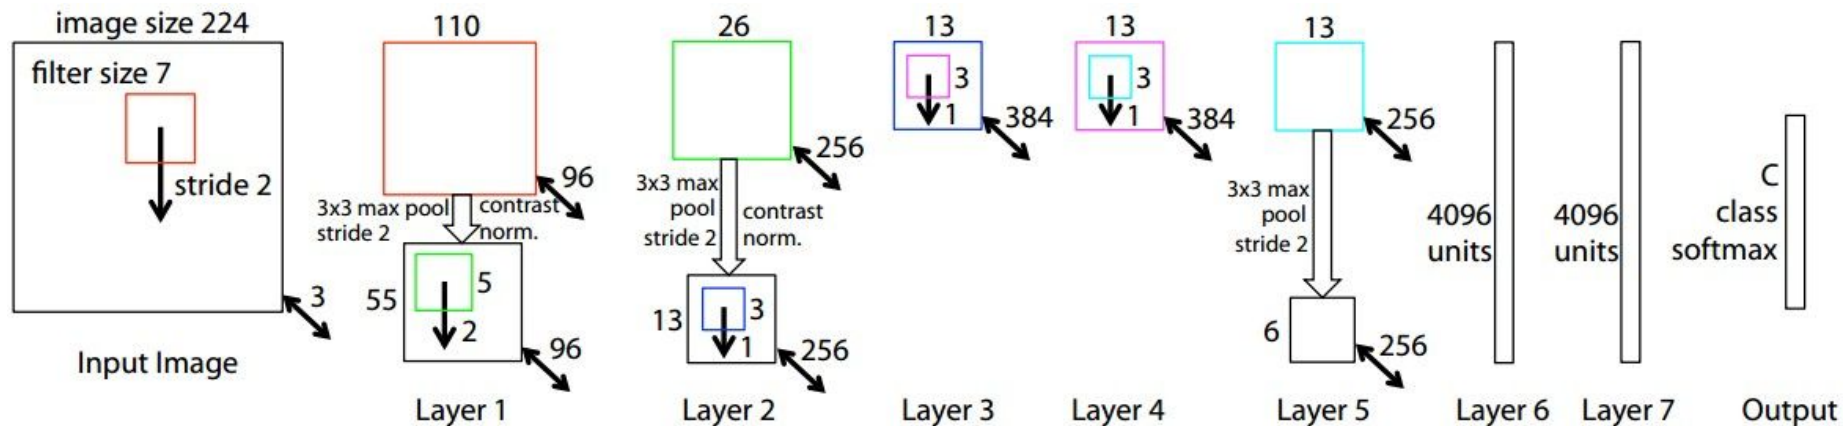 image size 224
filter size 7
stride 2
3
Input Image
110
96
3x3 max pool
stride 2
contrast
norm.
55
5
2
96
Layer 1
26
256
3x3 max
pool
stride 2
contrast
norm.
13
3
1
256
Layer 2
13
3
1
384
Layer 3
13
3
1
384
Layer 4
13
256
3x3 max
pool
stride 2
6
256
Layer 5
4096
units
Layer 6
4096
units
Layer 7
C
class
softmax
Output